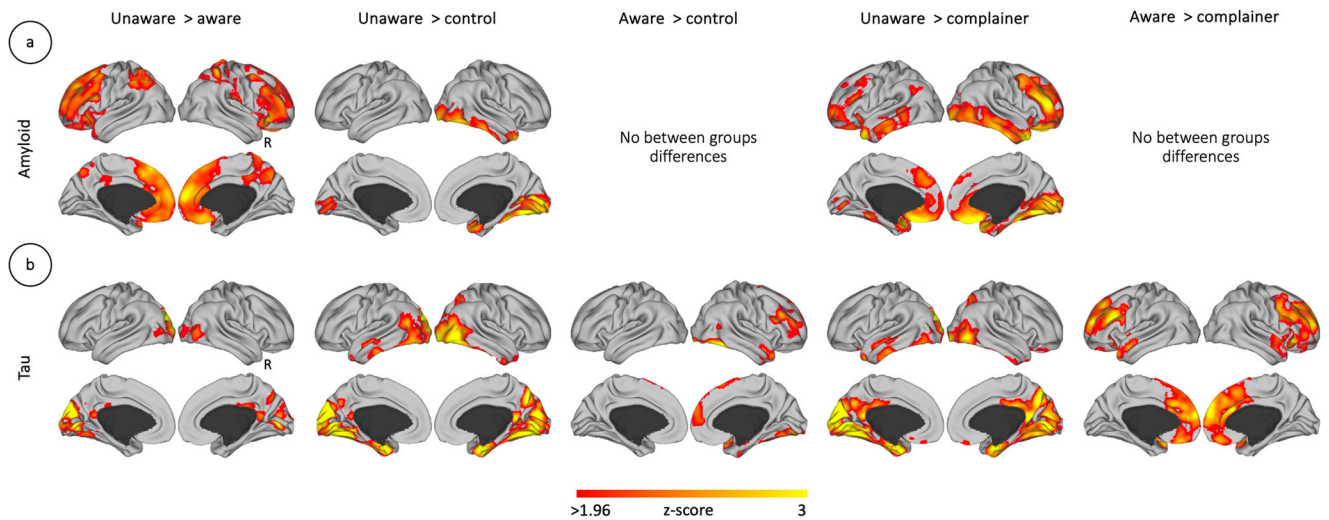 Unaware > aware
Unaware > control
Aware > control
Unaware > complainer
Aware > complainer
a
Amyloid
R
No between groups
differences
No between groups
differences
b
Tau
R
>1.96
z-score
3